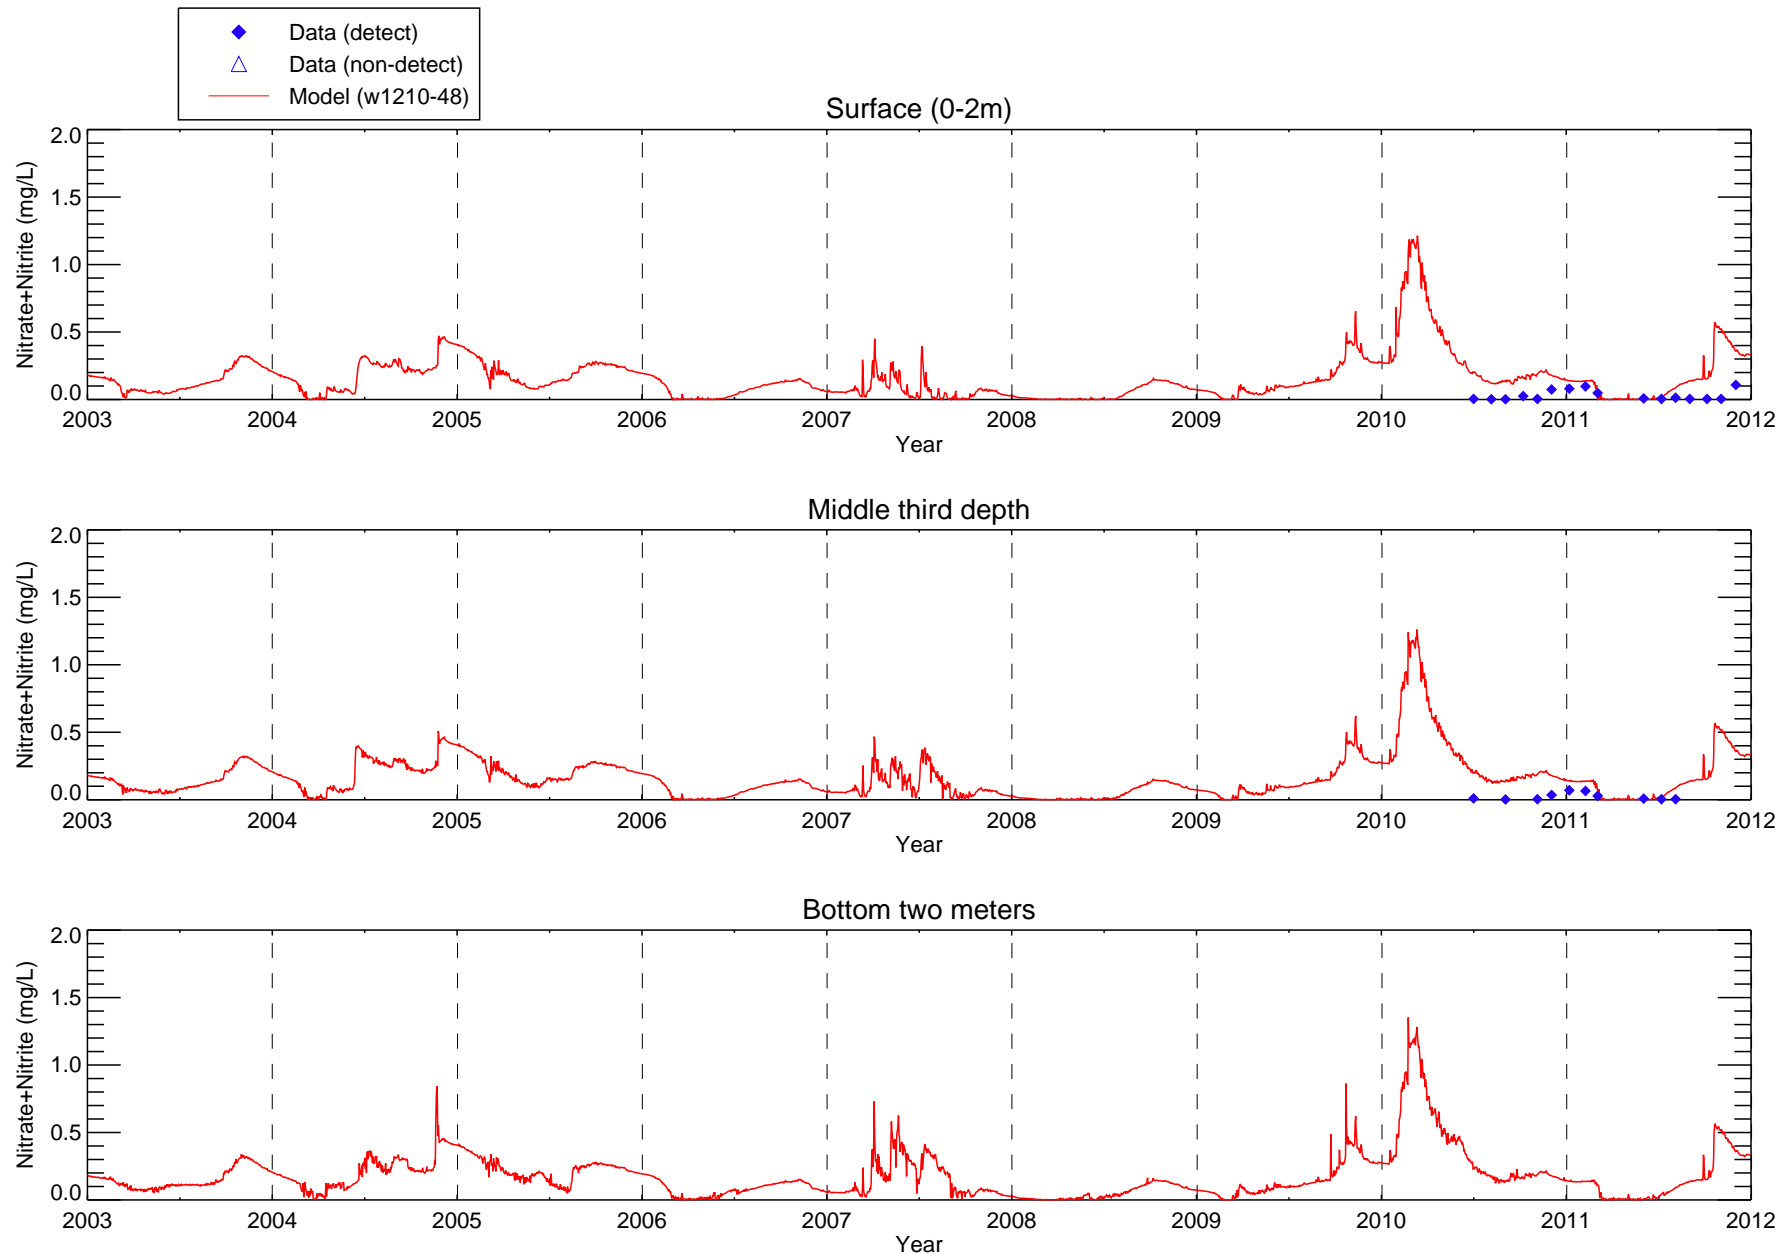 Data (detect)
Data (non-detect)
Model (w1210-48)
Surface (0-2m)
Nitrate+Nitrite (mg/L)
2.0
1.5
1.0
0.5
0.0
2003 2004 2005 2006 2007 2008 2009 2010 2011 2012
Year
Middle third depth
Nitrate+Nitrite (mg/L)
2.0
1.5
1.0
0.5
0.0
2003 2004 2005 2006 2007 2008 2009 2010 2011 2012
Year
Bottom two meters
Nitrate+Nitrite (mg/L)
2.0
1.5
1.0
0.5
0.0
2003 2004 2005 2006 2007 2008 2009 2010 2011 2012
Year